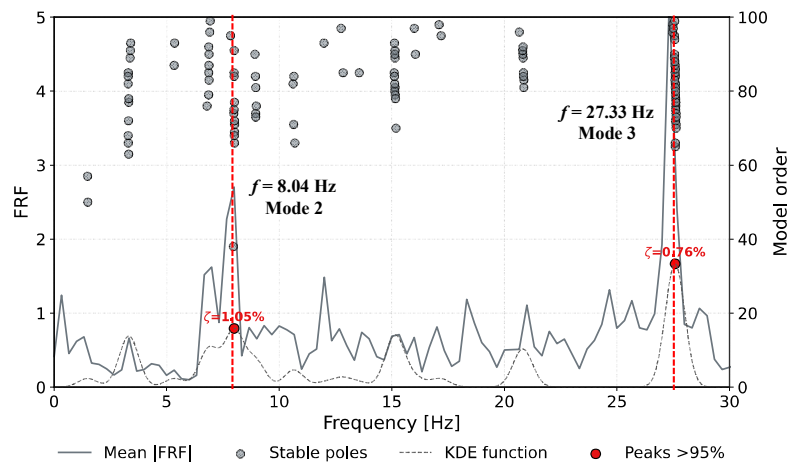 5
4
3
2
1
0
FRF
100
80
60
40
20
0
Model order
f = 27.33 Hz
Mode 3
f = 8.04 Hz
Mode 2
ζ=0.76%
ζ=1.05%
0 5 10 15 20 25 30
Frequency [Hz]
Mean |FRF| Stable poles KDE function Peaks >95%